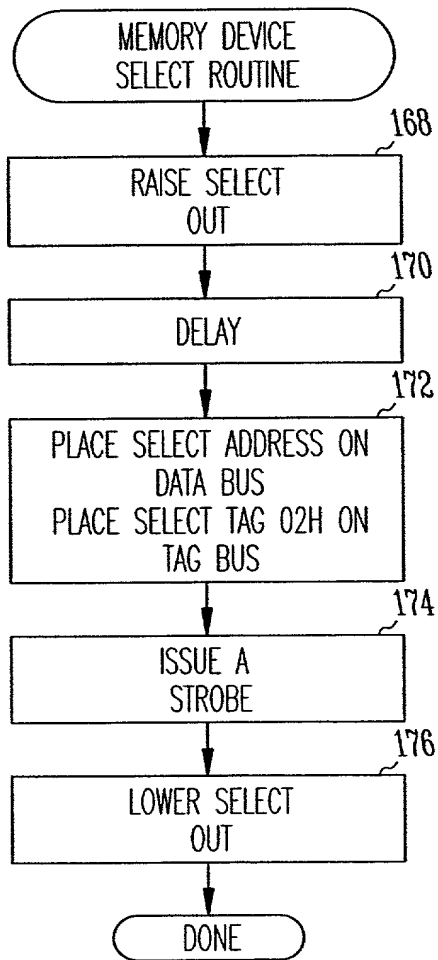 MEMORY DEVICE
SELECT ROUTINE
168
RAISE SELECT
OUT
170
DELAY
172
PLACE SELECT ADDRESS ON
DATA BUS
PLACE SELECT TAG 02H ON
TAG BUS
174
ISSUE A
STROBE
176
LOWER SELECT
OUT
DONE